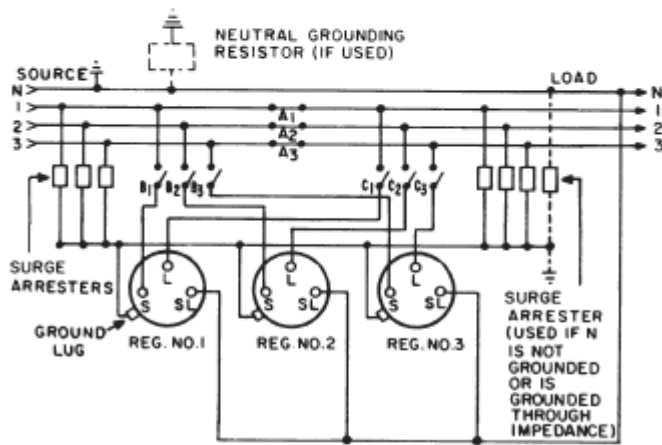 NEUTRAL GROUNDING
RESISTOR (IF USED)
SOURCE
LOAD
N
N
1
1
2
2
3
3
A1
A2
A3
B1
B2
B3
C1
C2
C3
L
L
L
S
SL
S
SL
S
SL
SURGE
ARRESTERS
GROUND
LUG
REG. NO.1
REG. NO.2
REG. NO.3
SURGE
ARRESTER
(USED IF N
IS NOT
GROUNDED
OR IS
GROUNDED
THROUGH
IMPEDANCE)